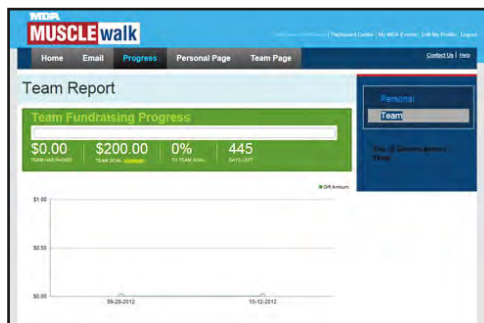 MDA
MUSCLE walk
Participant Center | My MDA Events | Edit My Profile | Logout
Home Email Progress Personal Page Team Page
Contact Us | Help
Team Report
Personal
Team
Team Fundraising Progress
$0.00 $200.00 0% 445
TEAM HAS RAISED TEAM GOAL TO TEAM GOAL DAYS LEFT
Gift Amount
$1.00
$0.50
$0.00
09-28-2012 10-12-2012